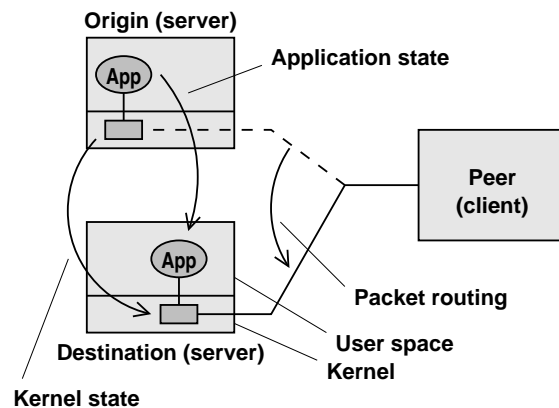 Origin (server)
App
Application state
Peer
(client)
App
Packet routing
User space
Destination (server)
Kernel
Kernel state